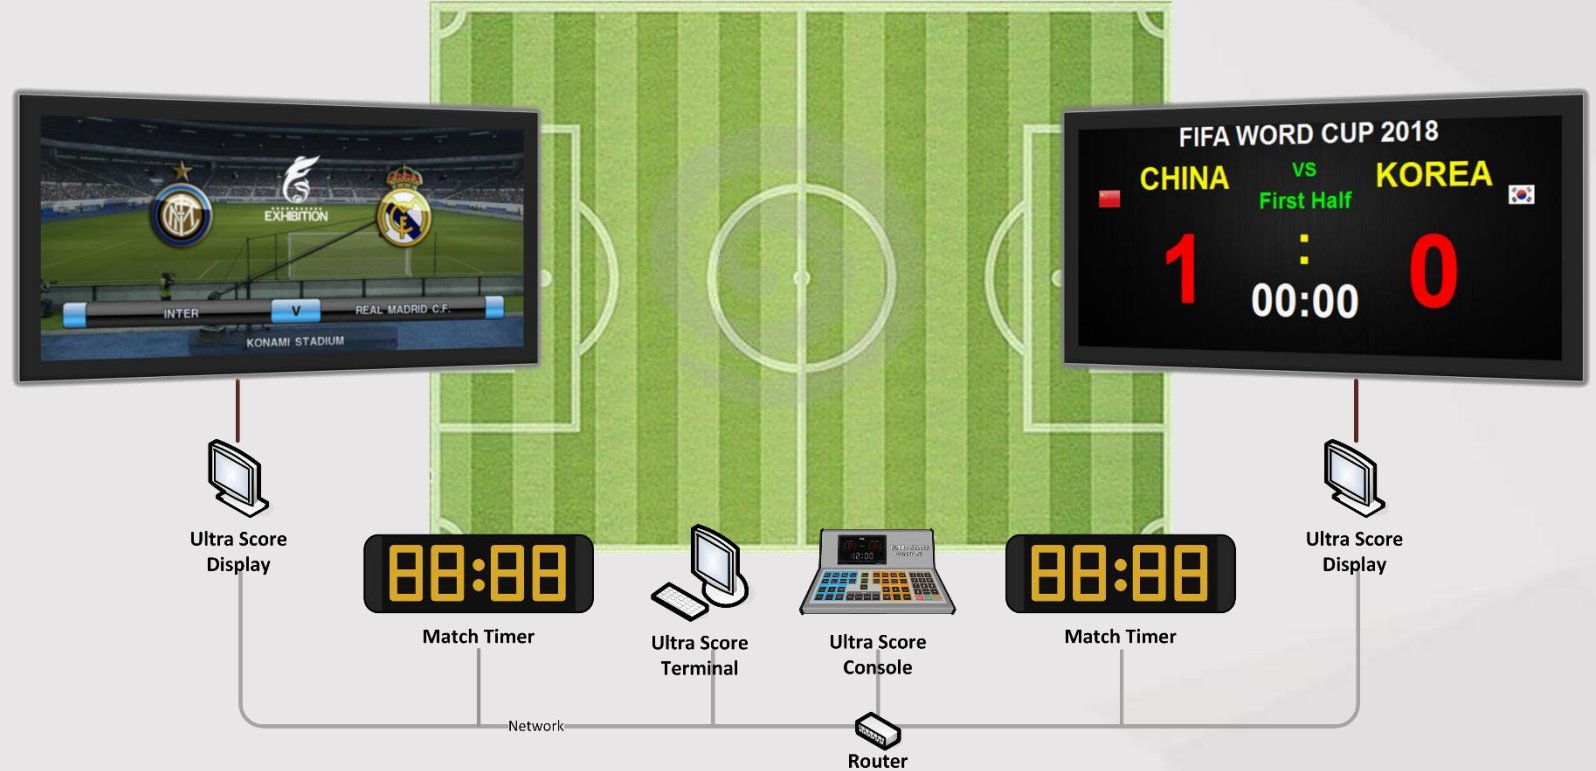 EXHIBITION
INTER
V
REAL MADRID C.F.
KONAMI STADIUM
FIFA WORD CUP 2018
CHINA
VS
KOREA
First Half
1
:
0
00:00
Ultra Score
Display
88:88
Match Timer
Ultra Score
Terminal
12:00
Ultra Score
Console
88:88
Match Timer
Ultra Score
Display
Network
Router